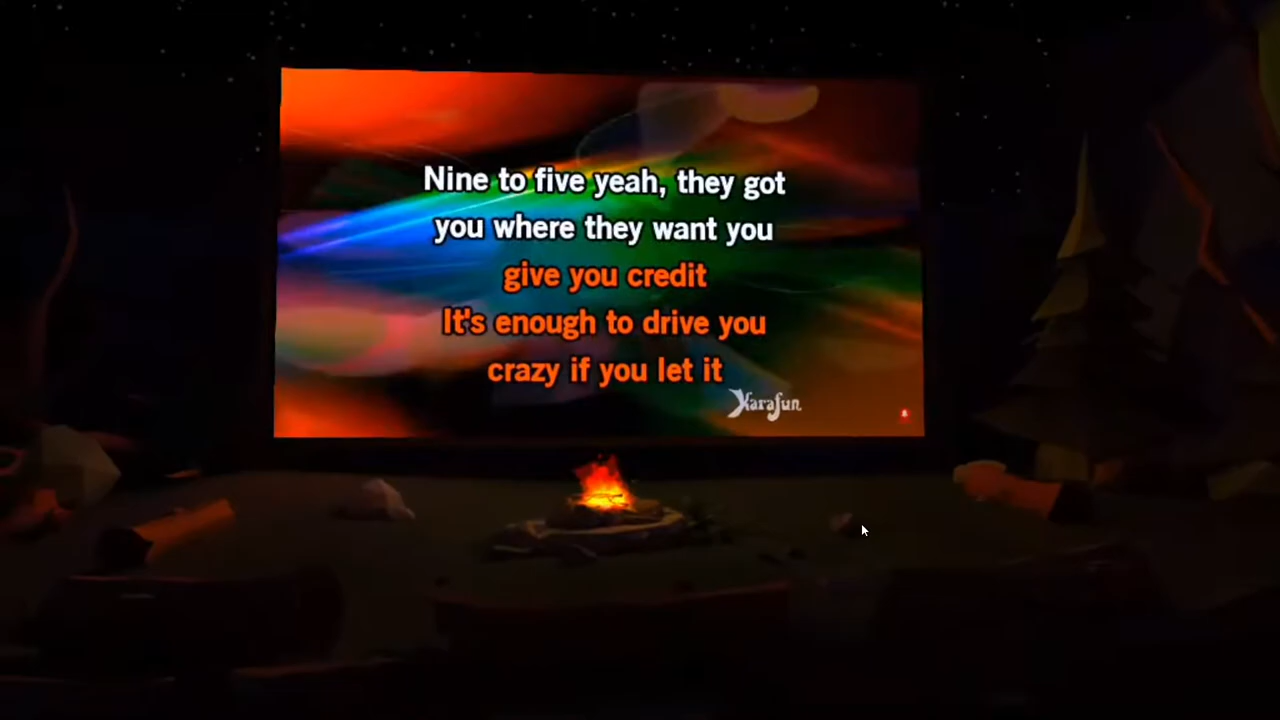 Nine to five yeah, they got
you where they want you
give you credit
It's enough to drive you
crazy if you let it
KaraFun